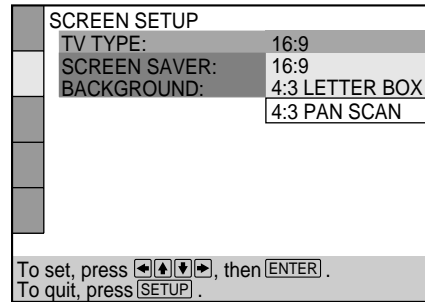 SCREEN SETUP
TV TYPE: 16:9
SCREEN SAVER: 16:9
BACKGROUND: 4:3 LETTER BOX
4:3 PAN SCAN
To set, press ←↑↓→, then ENTER.
To quit, press SETUP.